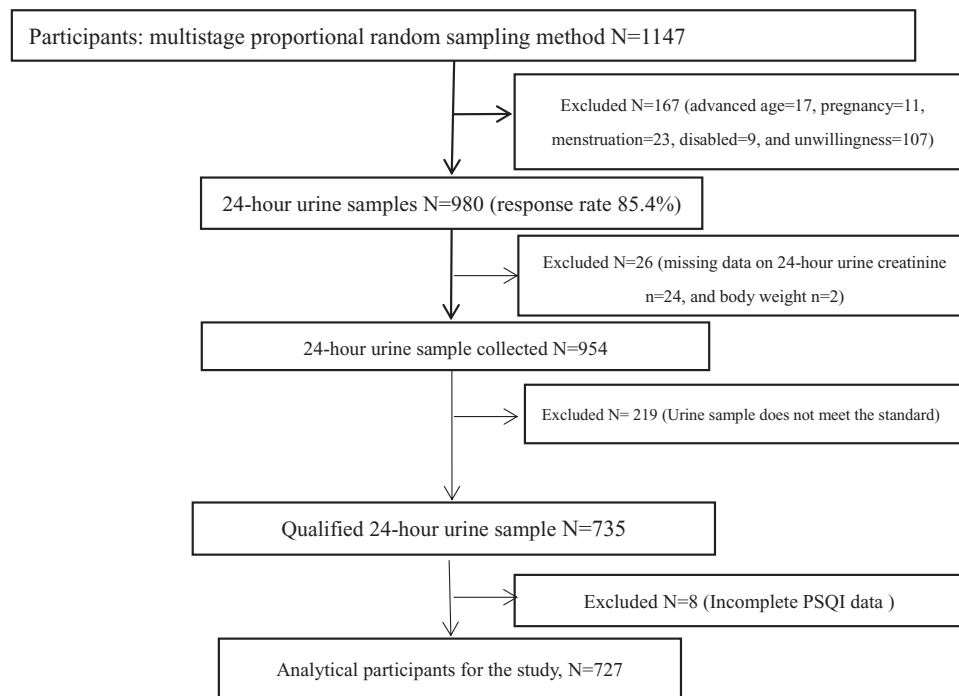 Participants: multistage proportional random sampling method N=1147
Excluded N=167 (advanced age=17, pregnancy=11,
menstruation=23, disabled=9, and unwillingness=107)
24-hour urine samples N=980 (response rate 85.4%)
Excluded N=26 (missing data on 24-hour urine creatinine
n=24, and body weight n=2)
24-hour urine sample collected N=954
Excluded N= 219 (Urine sample does not meet the standard)
Qualified 24-hour urine sample N=735
Excluded N=8 (Incomplete PSQI data )
Analytical participants for the study, N=727